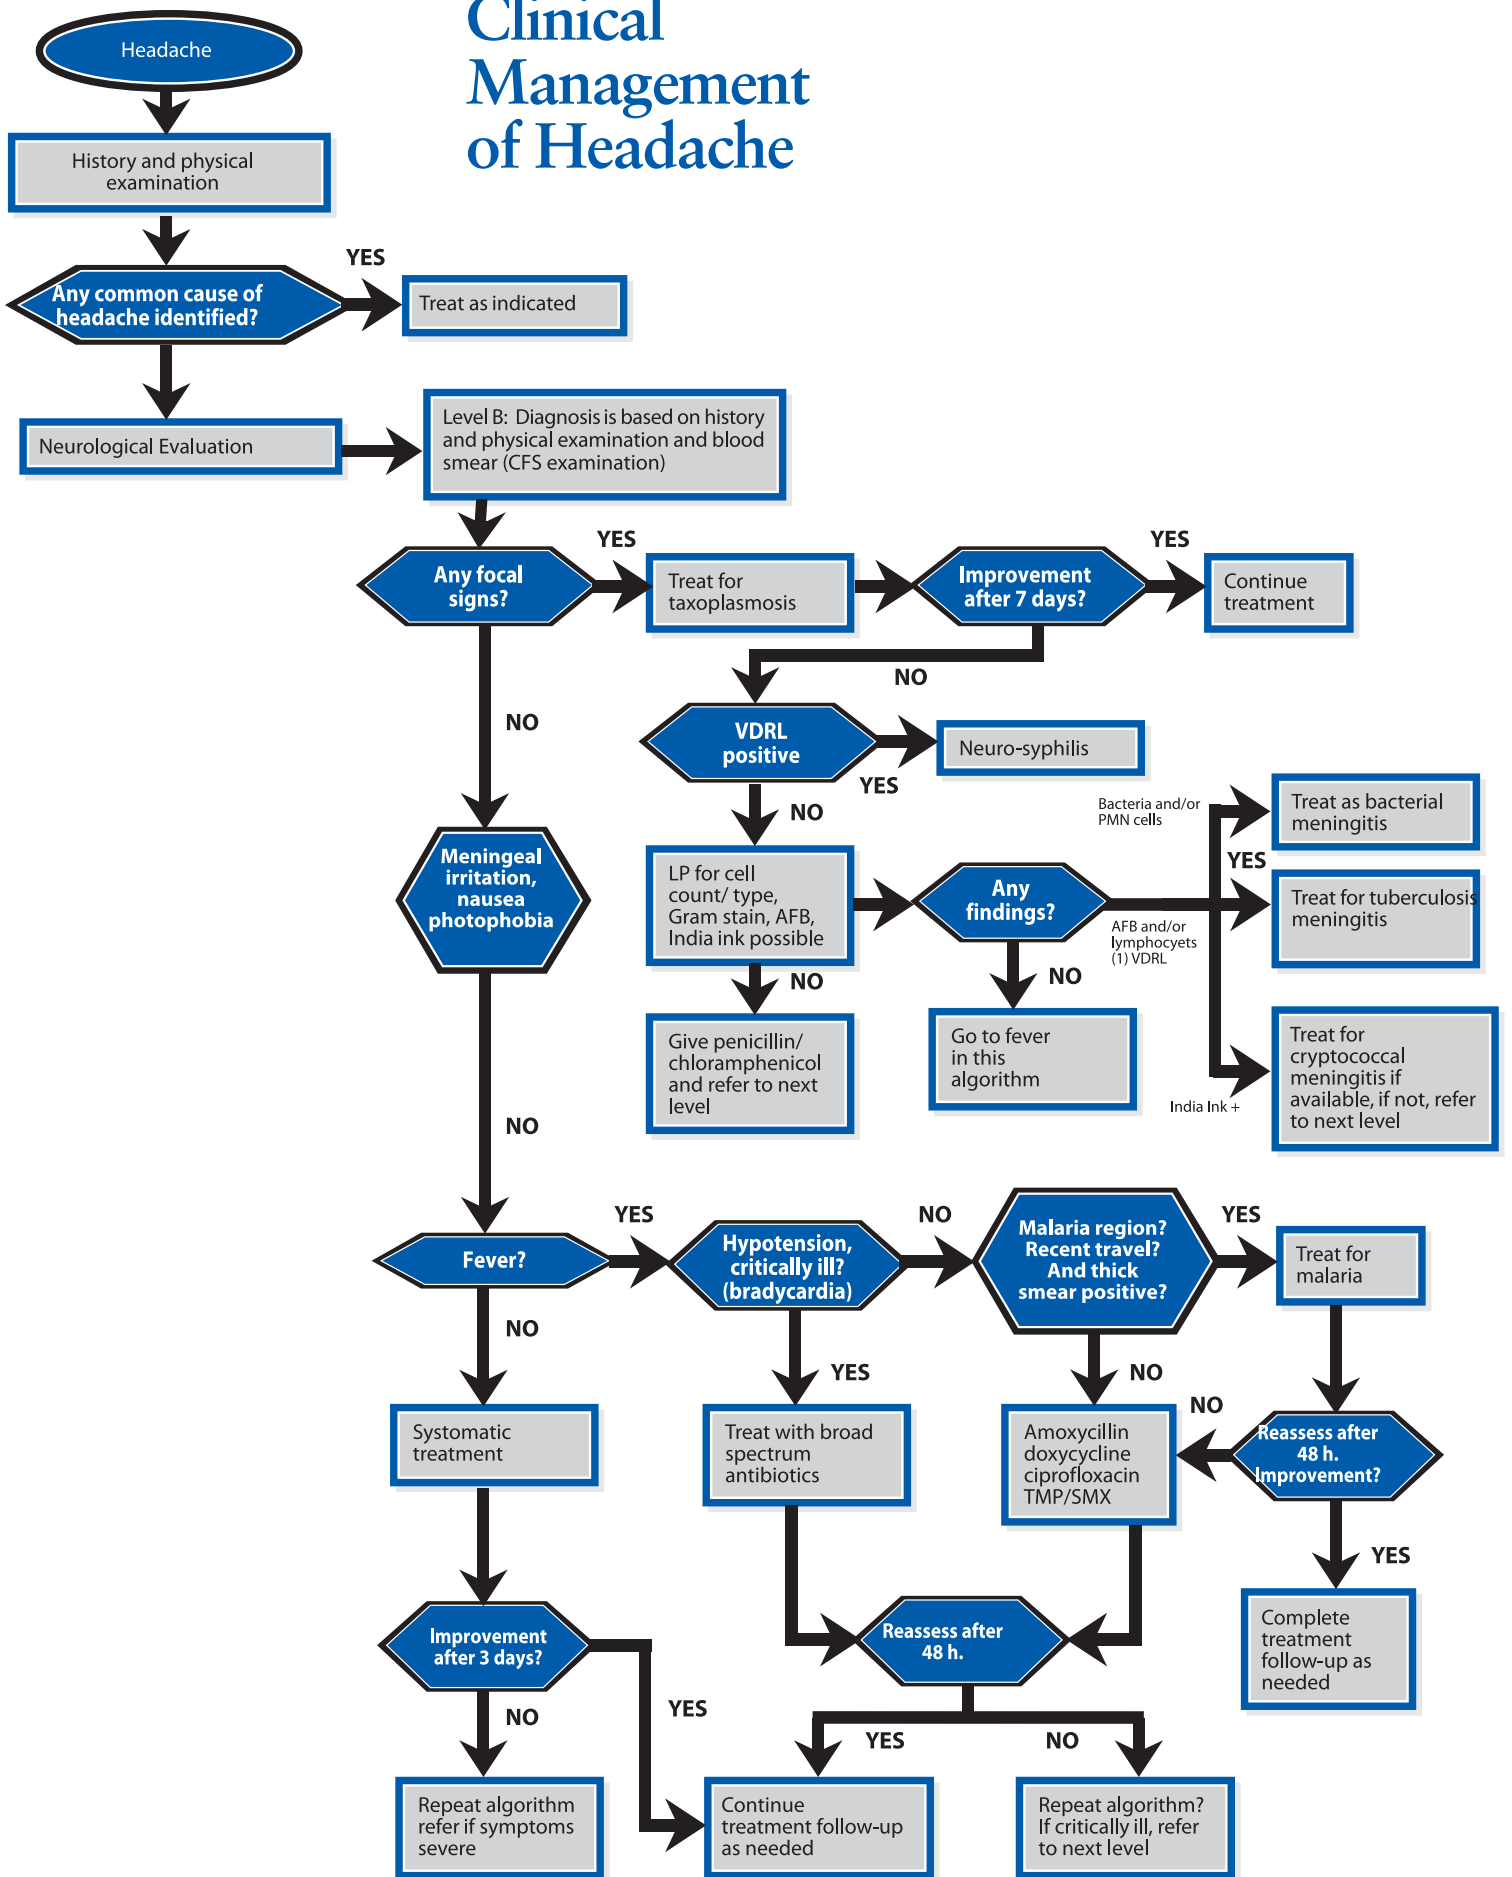 Clinical
Management
of Headache
Headache
History and physical
examination
Any common cause of
headache identified?
YES
Treat as indicated
Neurological Evaluation
Level B: Diagnosis is based on history
and physical examination and blood
smear (CFS examination)
Any focal
signs?
YES
Treat for
taxoplasmosis
Improvement
after 7 days?
YES
Continue
treatment
NO
NO
VDRL
positive
YES
Neuro-syphilis
NO
Meningeal
irritation,
nausea
photophobia
LP for cell
count/ type,
Gram stain, AFB,
India ink possible
Any
findings?
Bacteria and/or
PMN cells
Treat as bacterial
meningitis
YES
Treat for tuberculosis
meningitis
AFB and/or
lymphocyets
(1) VDRL
NO
NO
Give penicillin/
chloramphenicol
and refer to next
level
Go to fever
in this
algorithm
India Ink +
Treat for
cryptococcal
meningitis if
available, if not, refer
to next level
NO
Fever?
YES
Hypotension,
critically ill?
(bradycardia)
NO
Malaria region?
Recent travel?
And thick
smear positive?
YES
Treat for
malaria
NO
YES
NO
NO
Systematic
treatment
Treat with broad
spectrum
antibiotics
Amoxycillin
doxycycline
ciprofloxacin
TMP/SMX
Reassess after
48 h.
Improvement?
YES
Complete
treatment
follow-up as
needed
Improvement
after 3 days?
Reassess after
48 h.
NO
YES
YES
NO
Repeat algorithm
refer if symptoms
severe
Continue
treatment follow-up
as needed
Repeat algorithm?
If critically ill, refer
to next level